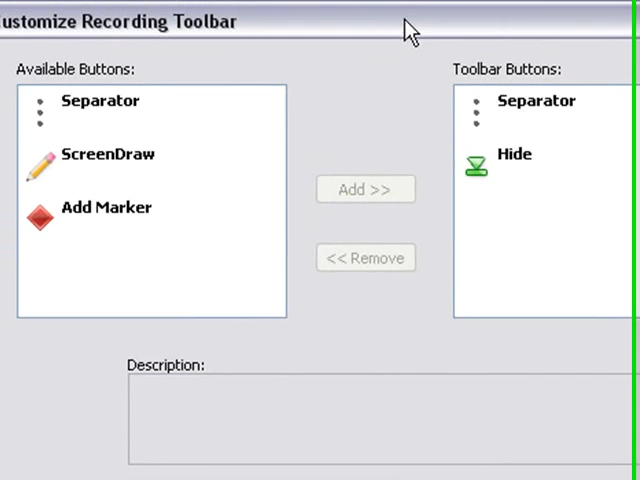 ustomize Recording Toolbar
Available Buttons:
Toolbar Buttons:
Separator
ScreenDraw
Add Marker
Add >>
<< Remove
Separator
Hide
Description: